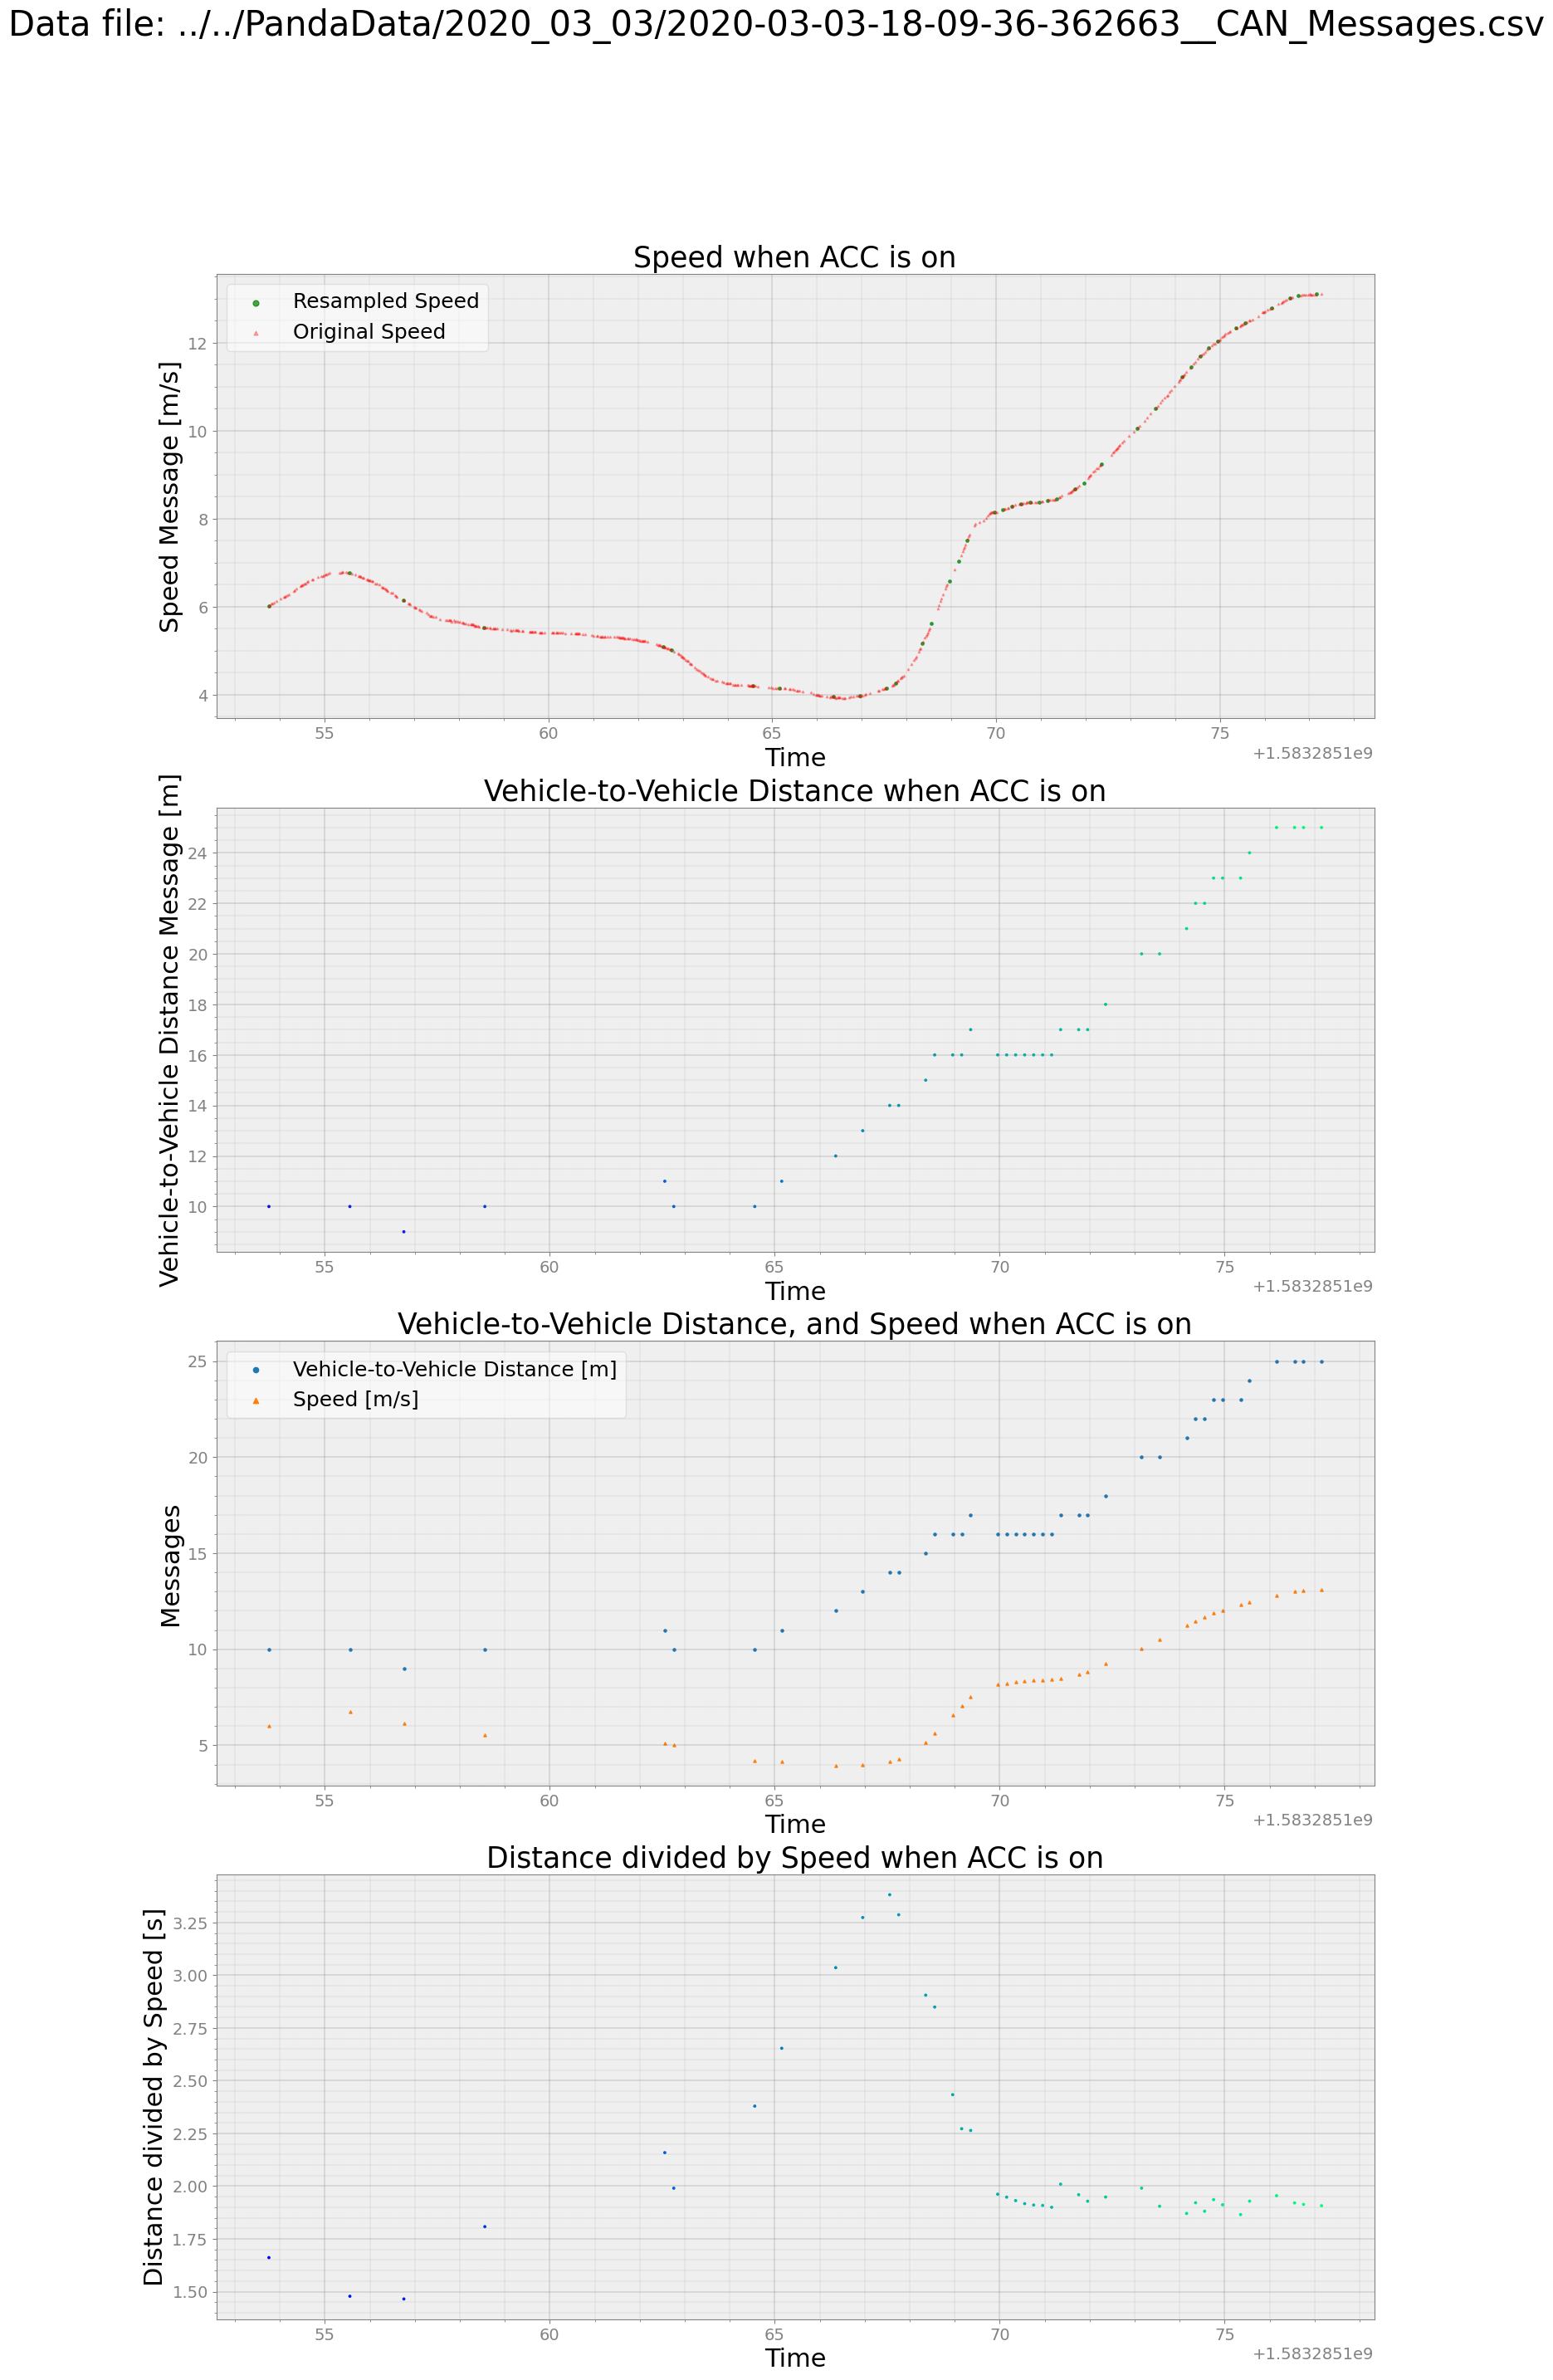 Data file: ../../PandaData/2020_03_03/2020-03-03-18-09-36-362663__CAN_Messages.csv
Speed when ACC is on
Resampled Speed
Original Speed
Speed Message [m/s]
12
10
8
6
4
55 60 65 70 75
+1.5832851e9
Time
Vehicle-to-Vehicle Distance when ACC is on
Vehicle-to-Vehicle Distance Message [m]
24
22
20
18
16
14
12
10
55 60 65 70 75
+1.5832851e9
Time
Vehicle-to-Vehicle Distance, and Speed when ACC is on
Vehicle-to-Vehicle Distance [m]
Speed [m/s]
Messages
25
20
15
10
5
55 60 65 70 75
+1.5832851e9
Time
Distance divided by Speed when ACC is on
Distance divided by Speed [s]
3.25
3.00
2.75
2.50
2.25
2.00
1.75
1.50
55 60 65 70 75
+1.5832851e9
Time